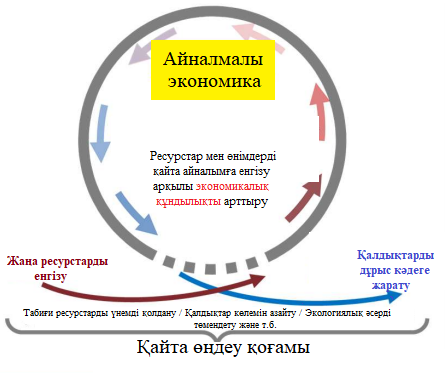 Айналмалы
экономика
Ресурстар мен өнімдерді
қайта айналымға енгізу
арқылы экономикалық
құндылықты арттыру
Жаңа ресурстарды
енгізу
Қалдықтарды
дұрыс кәдеге
жарату
Табиғи ресурстарды үнемді қолдану / Қалдықтар көлемін азайту / Экологиялық әсерді
төмендету және т.б.
Қайта өңдеу қоғамы